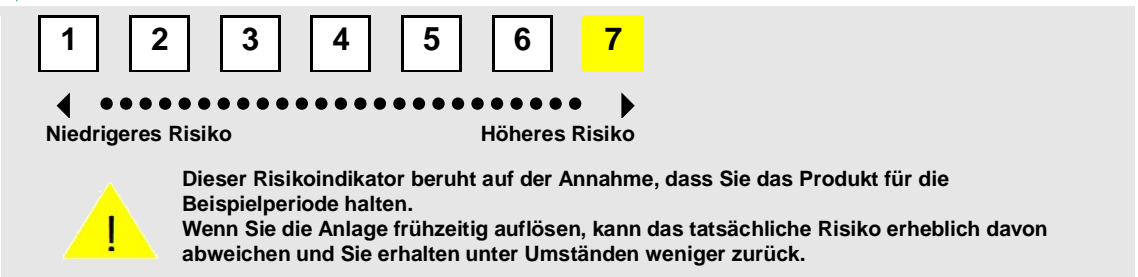 1 2 3 4 5 6 7
Niedrigeres Risiko Höheres Risiko
Dieser Risikoindikator beruht auf der Annahme, dass Sie das Produkt für die
Beispielperiode halten.
Wenn Sie die Anlage frühzeitig auflösen, kann das tatsächliche Risiko erheblich davon
abweichen und Sie erhalten unter Umständen weniger zurück.
!